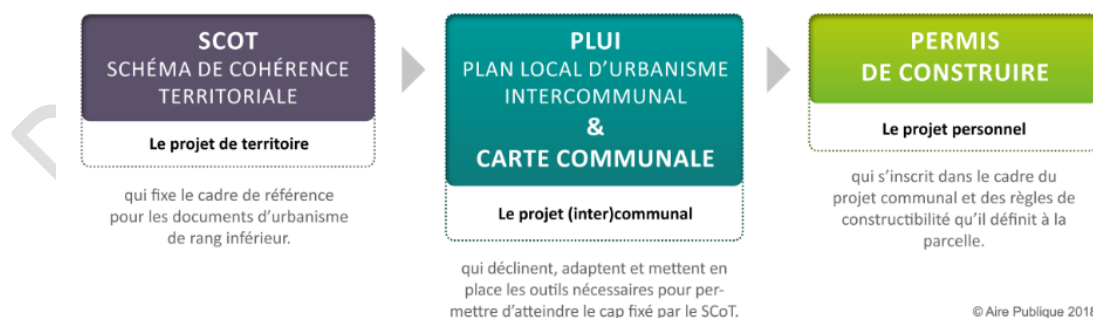 SCOT
SCHÉMA DE COHÉRENCE
TERRITORIALE
Le projet de territoire
qui fixe le cadre de référence
pour les documents d'urbanisme
de rang inférieur.
PLUI
PLAN LOCAL D'URBANISME
INTERCOMMUNAL
&
CARTE COMMUNALE
Le projet (inter)communal
qui déclinent, adaptent et mettent en
place les outils nécessaires pour per-
mettre d'atteindre le cap fixé par le SCoT.
PERMIS
DE CONSTRUIRE
Le projet personnel
qui s'inscrit dans le cadre du
projet communal et des règles de
constructibilité qu'il définit à la
parcelle.
© Aire Publique 2018